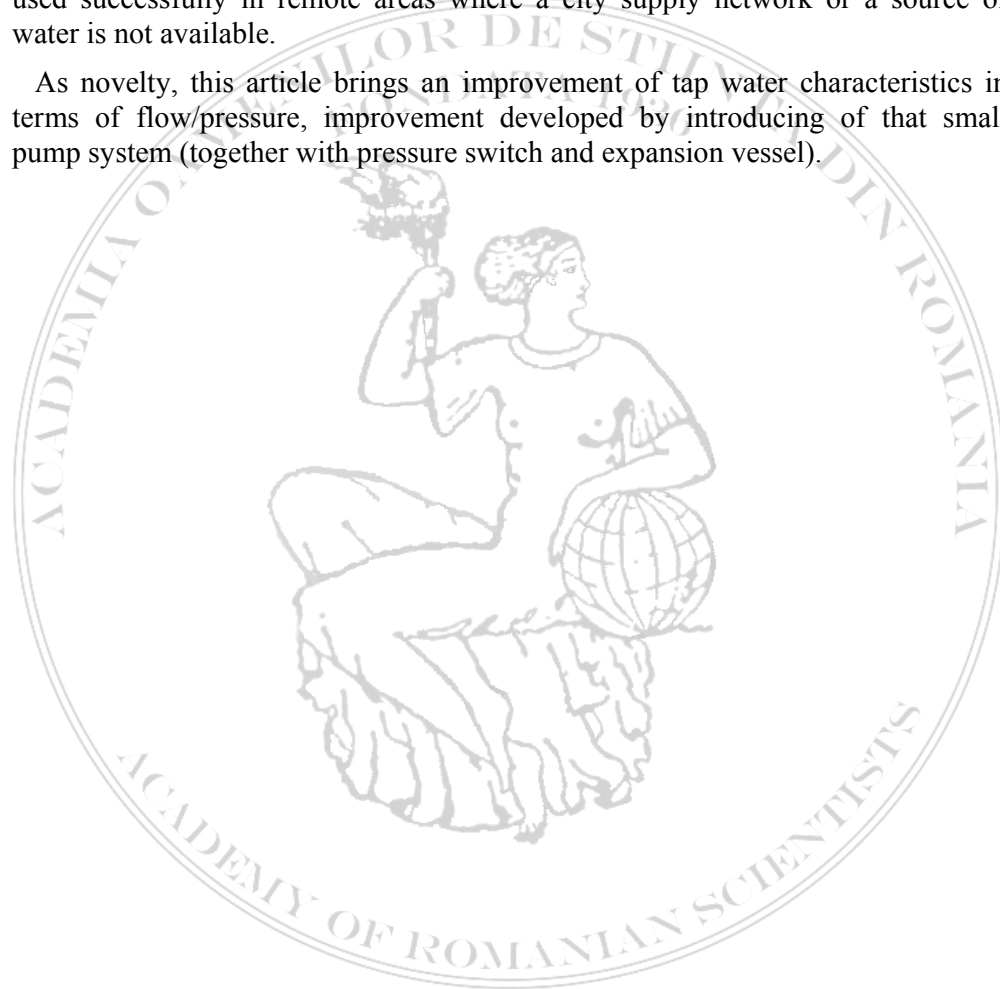 used successfully in remote areas where a city supply network or a source of
water is not available.
As novelty, this article brings an improvement of tap water characteristics in
terms of flow/pressure, improvement developed by introducing of that small
pump system (together with pressure switch and expansion vessel).
ACADEMIA OAMENILOR DE STIINTA DIN ROMANIA
FONDATA 1936
ACADEMY OF ROMANIAN SCIENTISTS